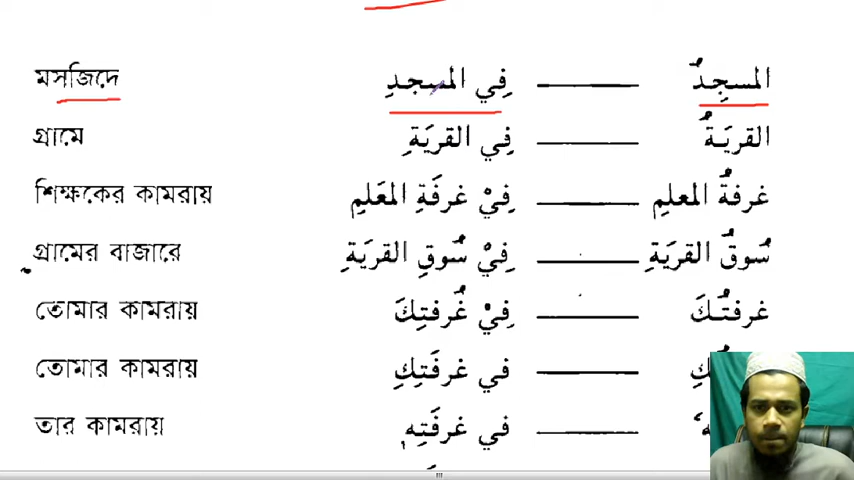 المسجِدُ ——— فِي المسجدِ মসজিদে
القريَةُ ——— فِي القريَةِ গ্রামে
غرفةُ المعلمِ ——— فِيْ غرفَةِ المعَلمِ শিক্ষকের কামরায়
سُوقُ القريَةِ ——— فِيْ سُوقِ القريَةِ গ্রামের বাজারে
غرفتُكَ ——— فِيْ غُرفتِكَ তোমার কামরায়
——— في غرفَتِكِ তোমার কামরায়
——— في غرفَتِه তার কামরায়